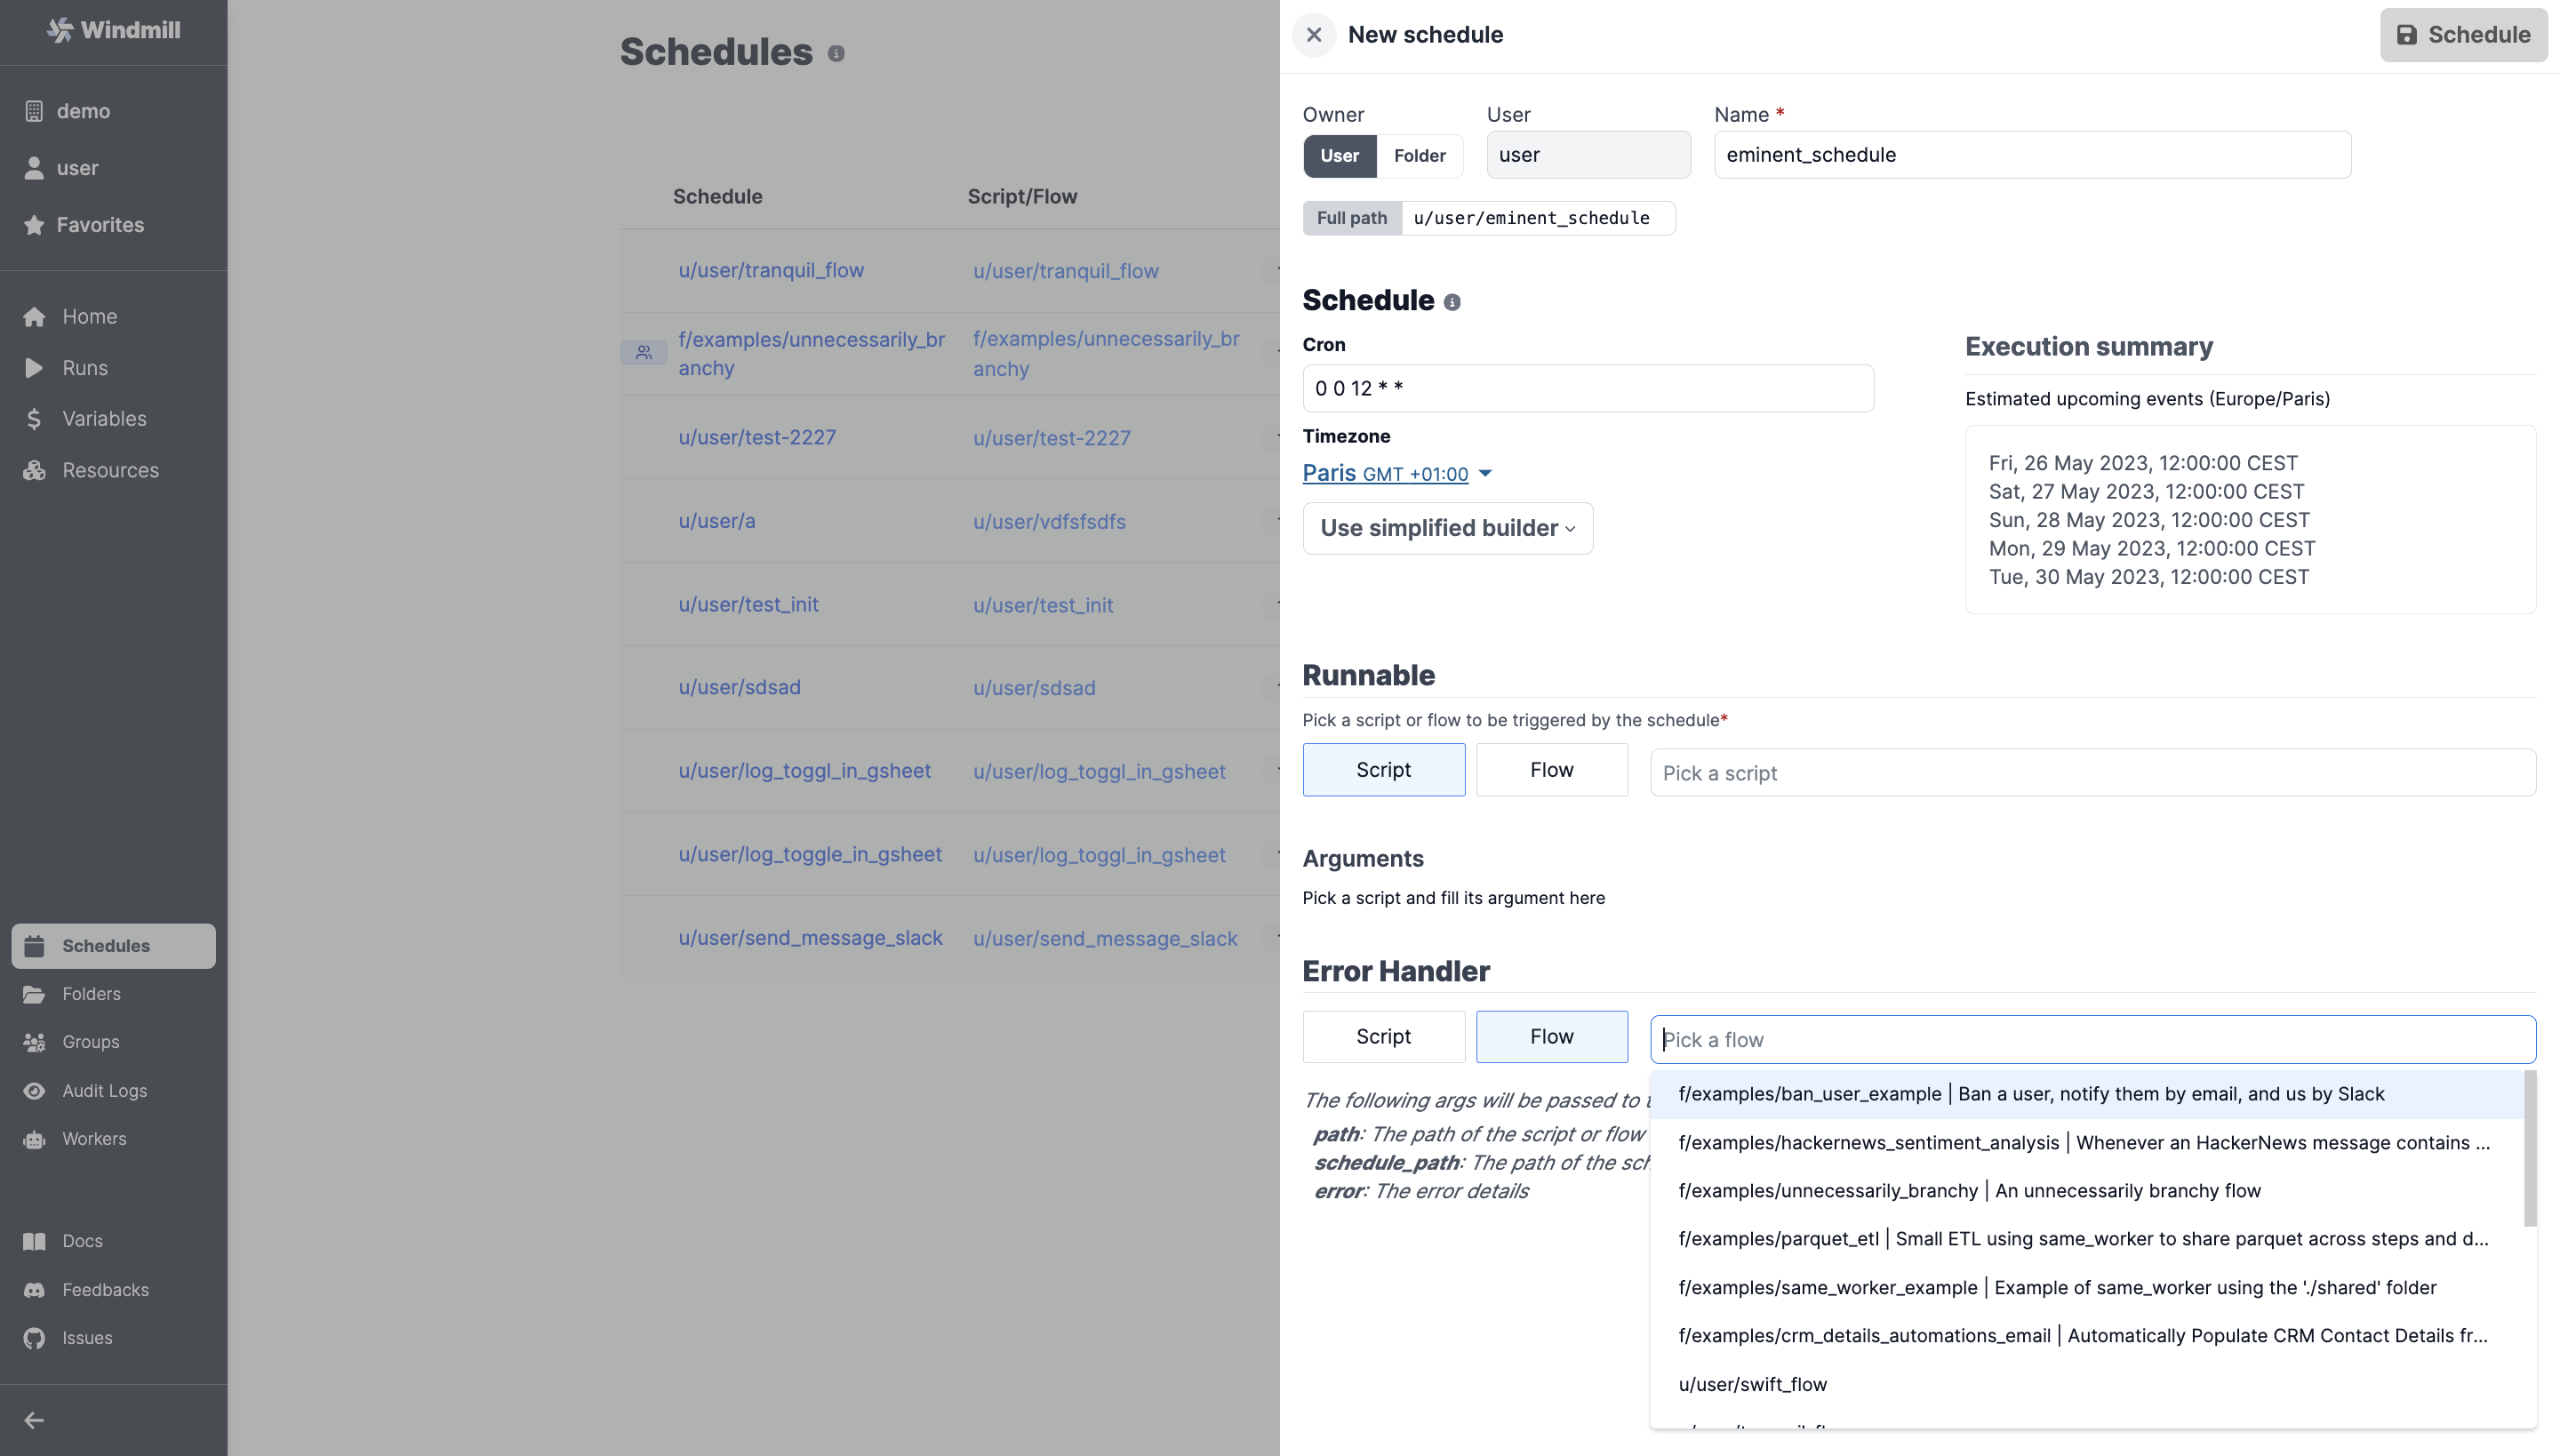 Windmill
demo
user
Favorites
Home
Runs
Variables
Resources
Schedules
Folders
Groups
Audit Logs
Workers
Docs
Feedbacks
Issues
Schedules
Schedule Script/Flow
u/user/tranquil_flow u/user/tranquil_flow
f/examples/unnecessarily_br f/examples/unnecessarily_br
anchy anchy
u/user/test-2227 u/user/test-2227
u/user/a u/user/vdfsfsdfs
u/user/test_init u/user/test_init
u/user/sdsad u/user/sdsad
u/user/log_toggl_in_gsheet u/user/log_toggl_in_gsheet
u/user/log_toggle_in_gsheet u/user/log_toggl_in_gsheet
u/user/send_message_slack u/user/send_message_slack
New schedule Schedule
Owner User Name *
User Folder user eminent_schedule
Full path u/user/eminent_schedule
Schedule
Cron
0 0 12 * *
Timezone
Paris GMT +01:00
Use simplified builder
Execution summary
Estimated upcoming events (Europe/Paris)
Fri, 26 May 2023, 12:00:00 CEST
Sat, 27 May 2023, 12:00:00 CEST
Sun, 28 May 2023, 12:00:00 CEST
Mon, 29 May 2023, 12:00:00 CEST
Tue, 30 May 2023, 12:00:00 CEST
Runnable
Pick a script or flow to be triggered by the schedule*
Script Flow Pick a script
Arguments
Pick a script and fill its argument here
Error Handler
Script Flow Pick a flow
The following args will be passed to
path: The path of the script or flow
schedule_path: The path of the
error: The error details
f/examples/ban_user_example | Ban a user, notify them by email, and us by Slack
f/examples/hackernews_sentiment_analysis | Whenever an HackerNews message contains ...
f/examples/unnecessarily_branchy | An unnecessarily branchy flow
f/examples/parquet_etl | Small ETL using same_worker to share parquet across steps and d...
f/examples/same_worker_example | Example of same_worker using the './shared' folder
f/examples/crm_details_automations_email | Automatically Populate CRM Contact Details fr...
u/user/swift_flow